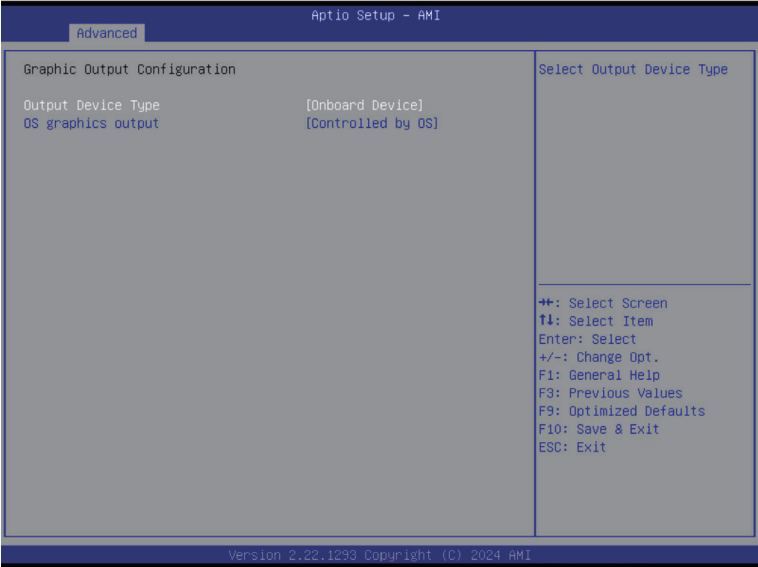 Aptio Setup – AMI
Advanced
Graphic Output Configuration
Output Device Type [Onboard Device]
OS graphics output [Controlled by OS]
Select Output Device Type
→←: Select Screen
↑↓: Select Item
Enter: Select
+/-: Change Opt.
F1: General Help
F3: Previous Values
F9: Optimized Defaults
F10: Save & Exit
ESC: Exit
Version 2.22.1293 Copyright (C) 2024 AMI